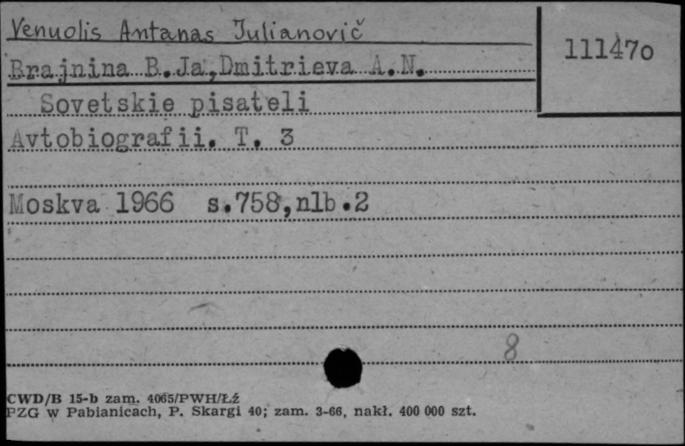 Venuolis Antanas Julianovič
111470
Brajnina B.Ja,Dmitrieva A.N.
Sovetskie pisateli
Avtobiografii. T. 3
Moskva 1966 s.758,nlb.2
8
CWD/B 15-b zam. 4065/PWH/Łż
PZG w Pabianicach, P. Skargi 40; zam. 3-66, nakł. 400 000 szt.